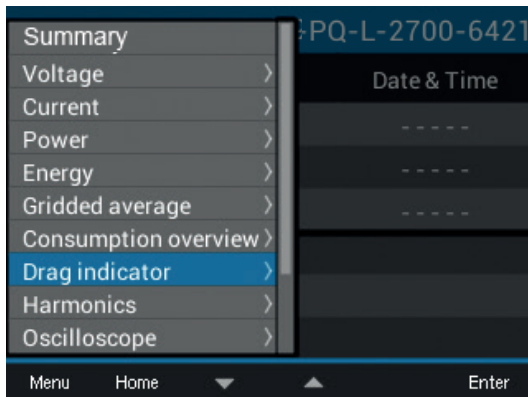 Summary
PQ-L-2700-6421
Voltage
Date & Time
Current
Power
- - - - -
Energy
- - - - -
Gridded average
- - - - -
Consumption overview
Drag indicator
Harmonics
Oscilloscope
Menu Home Enter